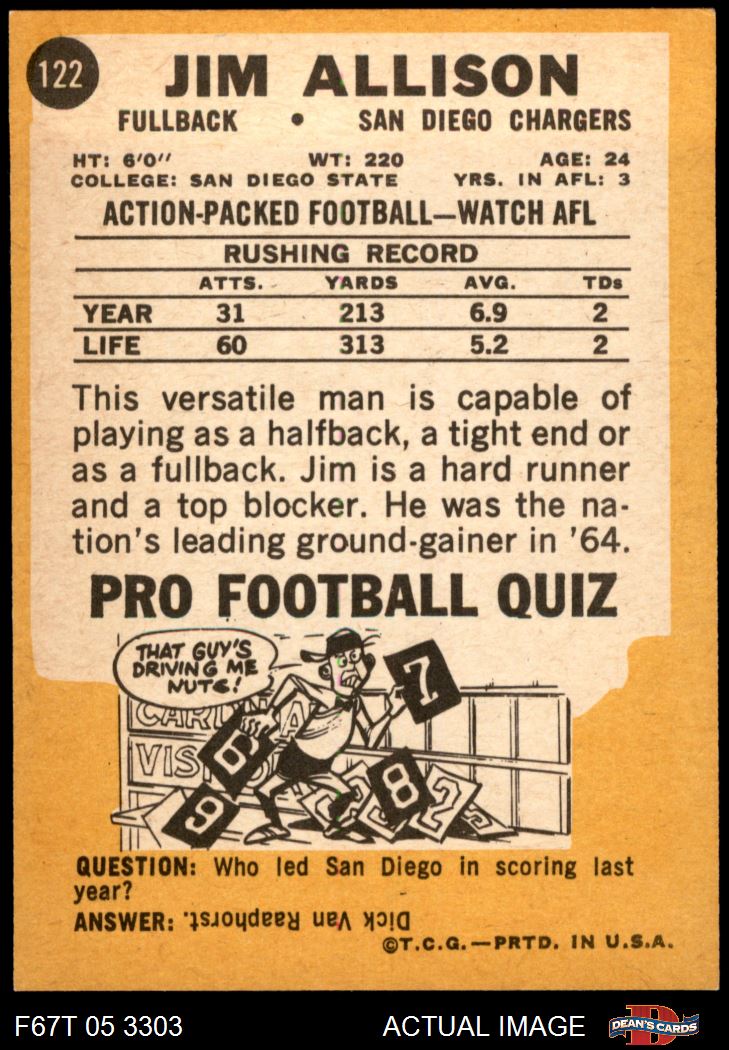 122
JIM ALLISON
FULLBACK • SAN DIEGO CHARGERS
HT: 6'0'' WT: 220 AGE: 24
COLLEGE: SAN DIEGO STATE YRS. IN AFL: 3
ACTION-PACKED FOOTBALL—WATCH AFL
RUSHING RECORD
ATTS. YARDS AVG. TDs
YEAR 31 213 6.9 2
LIFE 60 313 5.2 2
This versatile man is capable of
playing as a halfback, a tight end or
as a fullback. Jim is a hard runner
and a top blocker. He was the na-
tion's leading ground-gainer in '64.
PRO FOOTBALL QUIZ
THAT GUY'S
DRIVING ME
NUTS!
7
6
9
8
2
QUESTION: Who led San Diego in scoring last
year?
ANSWER: Dick Van Raaphorst.
©T.C.G.—PRTD. IN U.S.A.
F67T 05 3303 ACTUAL IMAGE DEAN'S CARDS